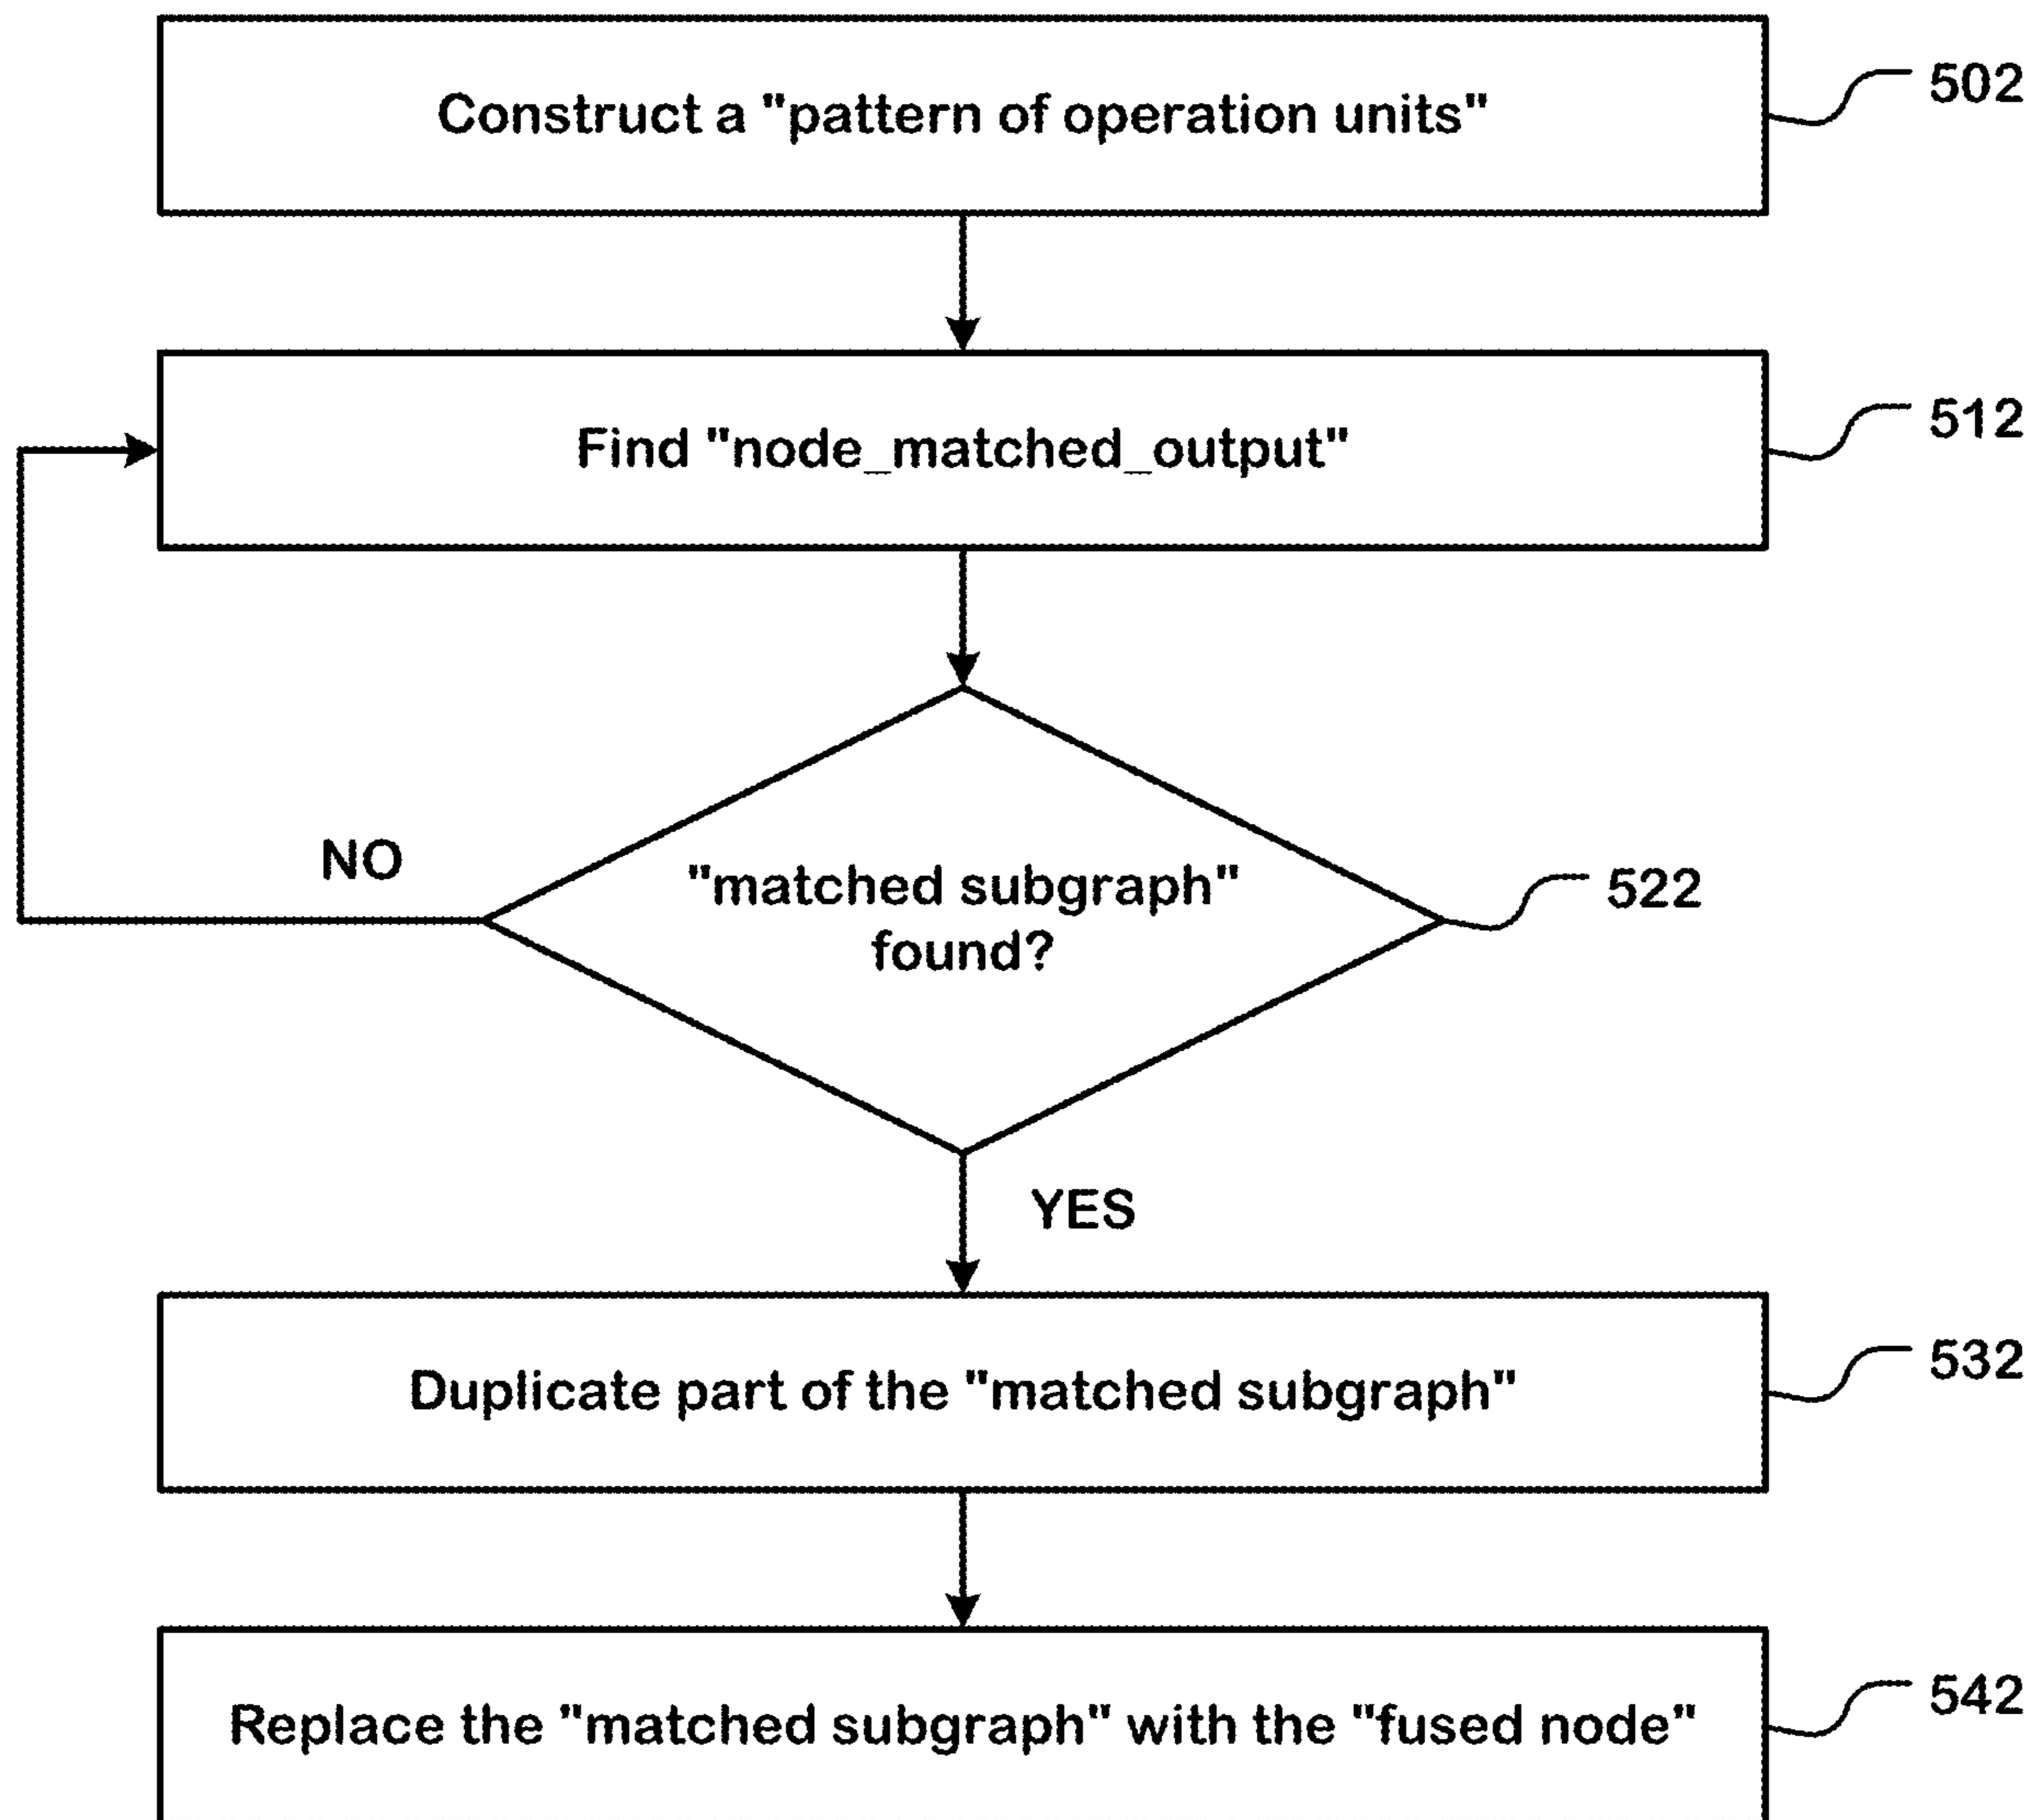 Construct a "pattern of operation units"
502
Find "node_matched_output"
512
"matched subgraph"
found?
522
NO
YES
Duplicate part of the "matched subgraph"
532
Replace the "matched subgraph" with the "fused node"
542